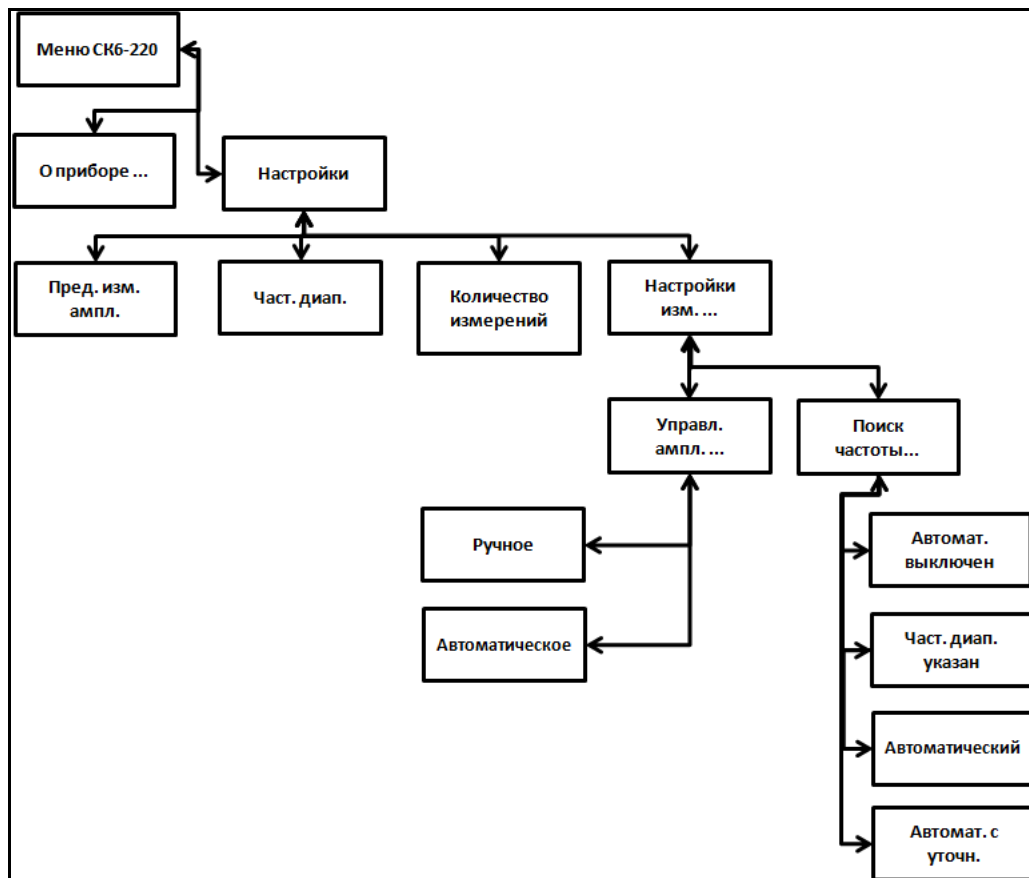 Меню СК6-220
О приборе ...
Настройки
Пред. изм.
ампл.
Част. диап.
Количество
измерений
Настройки
изм. ...
Управл.
ампл. ...
Поиск
частоты...
Ручное
Автоматическое
Автомат.
выключен
Част. диап.
указан
Автоматический
Автомат. с
уточн.